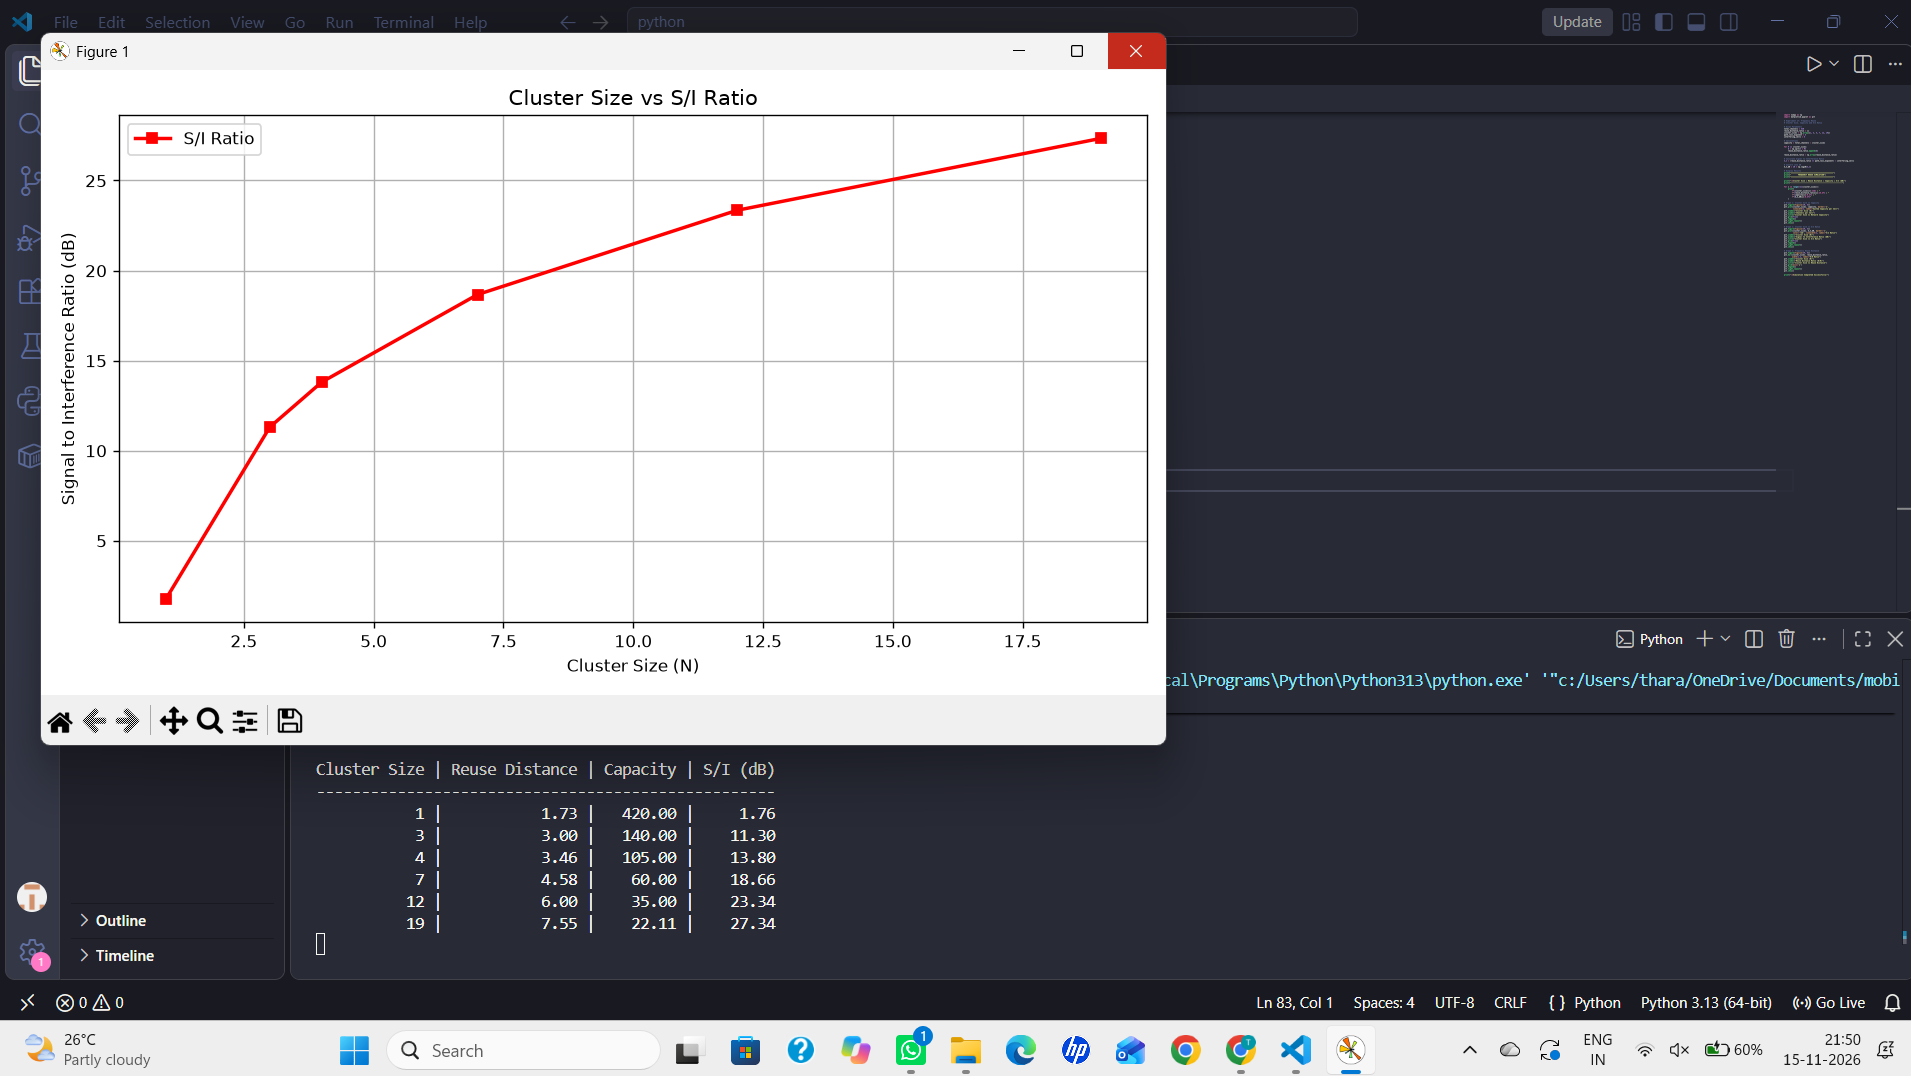 File Edit Selection View Go Run Terminal Help
python
Update
Figure 1
Cluster Size vs S/I Ratio
S/I Ratio
Signal to Interference Ratio (dB)
25
20
15
10
5
2.5 5.0 7.5 10.0 12.5 15.0 17.5
Cluster Size (N)
Python
cal\Programs\Python\Python313\python.exe' '"c:/Users/thara/OneDrive/Documents/mobi
Cluster Size | Reuse Distance | Capacity | S/I (dB)
---------------------------------------------------
1 | 1.73 | 420.00 | 1.76
3 | 3.00 | 140.00 | 11.30
4 | 3.46 | 105.00 | 13.80
7 | 4.58 | 60.00 | 18.66
12 | 6.00 | 35.00 | 23.34
19 | 7.55 | 22.11 | 27.34
Outline
Timeline
1
0 0
Ln 83, Col 1 Spaces: 4 UTF-8 CRLF {} Python Python 3.13 (64-bit) Go Live
26°C
Partly cloudy
Search
1
hp
T
ENG
IN
60%
21:50
15-11-2026